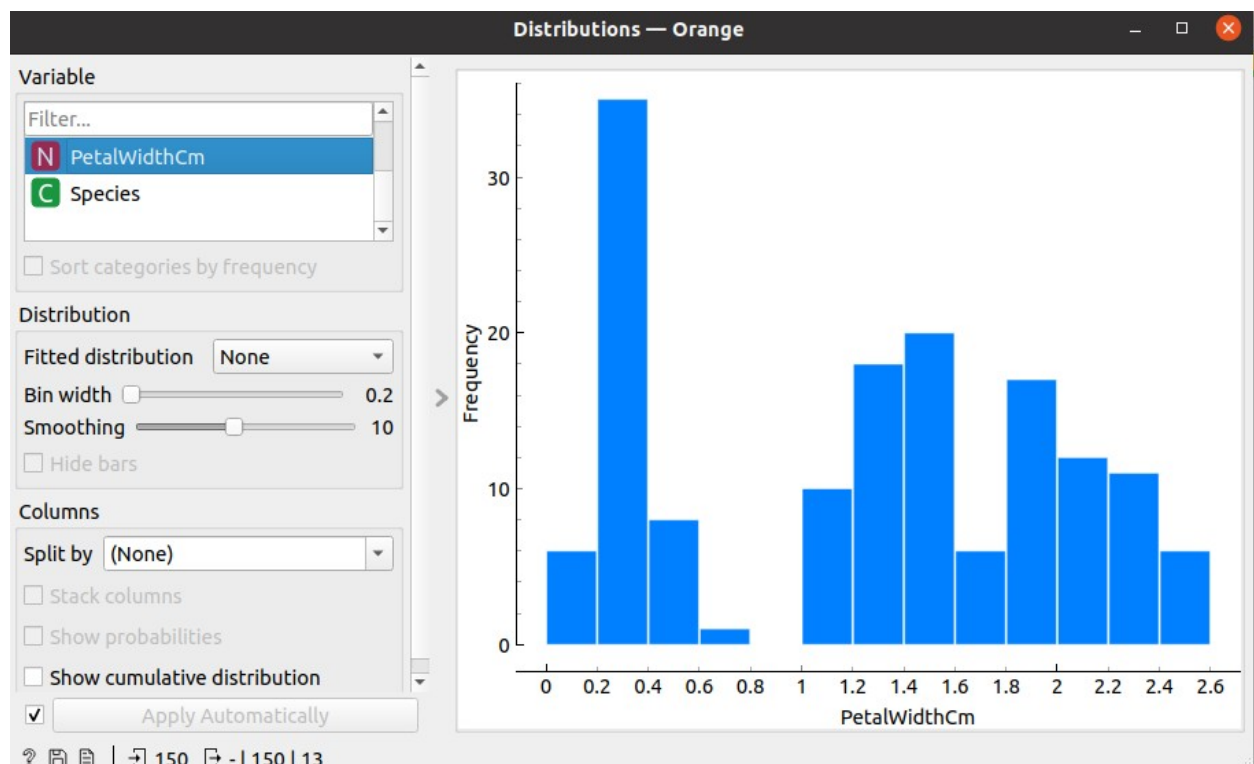 Distributions — Orange
Variable
Filter...
N PetalWidthCm
C Species
Sort categories by frequency
Distribution
Fitted distribution None
Bin width 0.2
Smoothing 10
Hide bars
Columns
Split by (None)
Stack columns
Show probabilities
Show cumulative distribution
Apply Automatically
? 150 - | 150 | 13
Frequency
30
20
10
0
0 0.2 0.4 0.6 0.8 1 1.2 1.4 1.6 1.8 2 2.2 2.4 2.6
PetalWidthCm